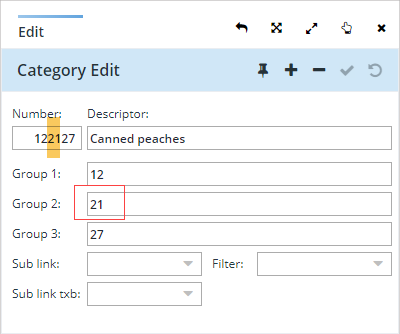 Edit
Category Edit
Number: Descriptor:
122127 Canned peaches
Group 1: 12
Group 2: 21
Group 3: 27
Sub link: Filter:
Sub link txb: